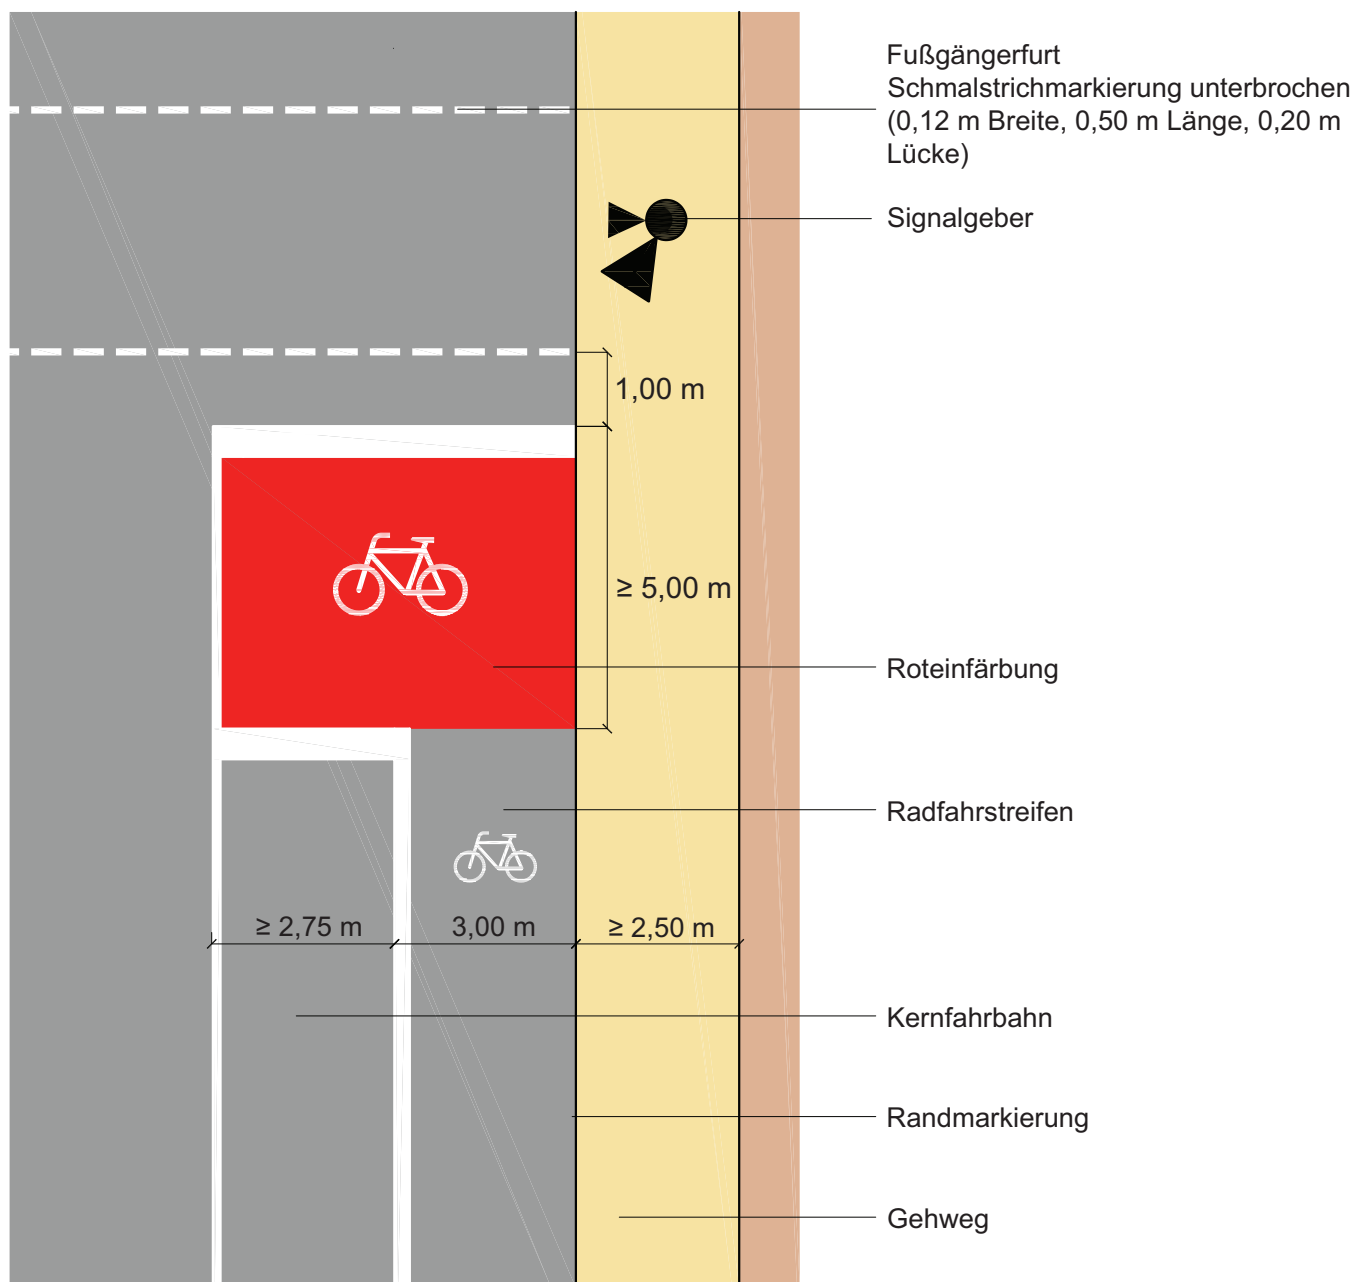 Fußgängerfurt
Schmalstrichmarkierung unterbrochen
(0,12 m Breite, 0,50 m Länge, 0,20 m
Lücke)
Signalgeber
1,00 m
≥ 5,00 m
Roteinfärbung
Radfahrstreifen
≥ 2,75 m
3,00 m
≥ 2,50 m
Kernfahrbahn
Randmarkierung
Gehweg